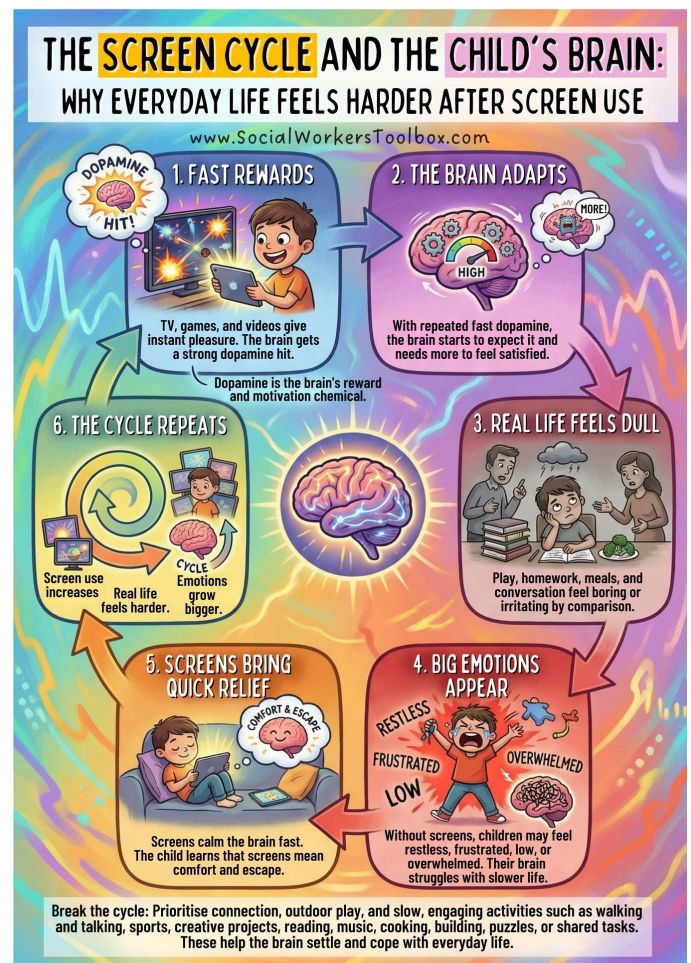 THE SCREEN CYCLE AND THE CHILD'S BRAIN:
WHY EVERYDAY LIFE FEELS HARDER AFTER SCREEN USE
www.SocialWorkersToolbox.com
DOPAMINE
HIT!
1. FAST REWARDS
TV, games, and videos give
instant pleasure. The brain gets
a strong dopamine hit.
Dopamine is the brain's reward
and motivation chemical.
2. THE BRAIN ADAPTS
MORE!
HIGH
With repeated fast dopamine,
the brain starts to expect it and
needs more to feel satisfied.
3. REAL LIFE FEELS DULL
Play, homework, meals, and
conversation feel boring or
irritating by comparison.
4. BIG EMOTIONS
APPEAR
RESTLESS
FRUSTRATED
LOW
OVERWHELMED
Without screens, children may feel
restless, frustrated, low, or
overwhelmed. Their brain
struggles with slower life.
5. SCREENS BRING
QUICK RELIEF
COMFORT & ESCAPE
Screens calm the brain fast.
The child learns that screens mean
comfort and escape.
6. THE CYCLE REPEATS
CYCLE
Screen use
increases
Real life
feels harder.
Emotions
grow
bigger.
Break the cycle: Prioritise connection, outdoor play, and slow, engaging activities such as walking
and talking, sports, creative projects, reading, music, cooking, building, puzzles, or shared tasks.
These help the brain settle and cope with everyday life.